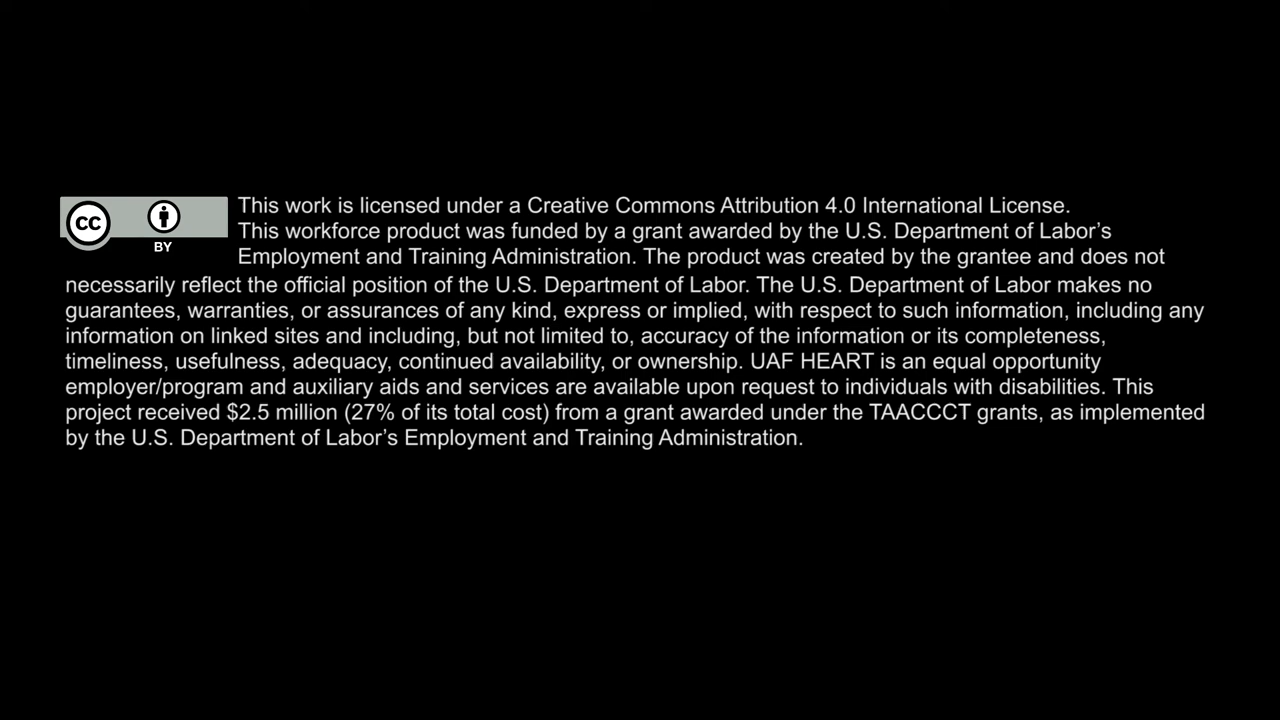 cc
BY
This work is licensed under a Creative Commons Attribution 4.0 International License.
This workforce product was funded by a grant awarded by the U.S. Department of Labor’s
Employment and Training Administration. The product was created by the grantee and does not
necessarily reflect the official position of the U.S. Department of Labor. The U.S. Department of Labor makes no
guarantees, warranties, or assurances of any kind, express or implied, with respect to such information, including any
information on linked sites and including, but not limited to, accuracy of the information or its completeness,
timeliness, usefulness, adequacy, continued availability, or ownership. UAF HEART is an equal opportunity
employer/program and auxiliary aids and services are available upon request to individuals with disabilities. This
project received $2.5 million (27% of its total cost) from a grant awarded under the TAACCCT grants, as implemented
by the U.S. Department of Labor’s Employment and Training Administration.